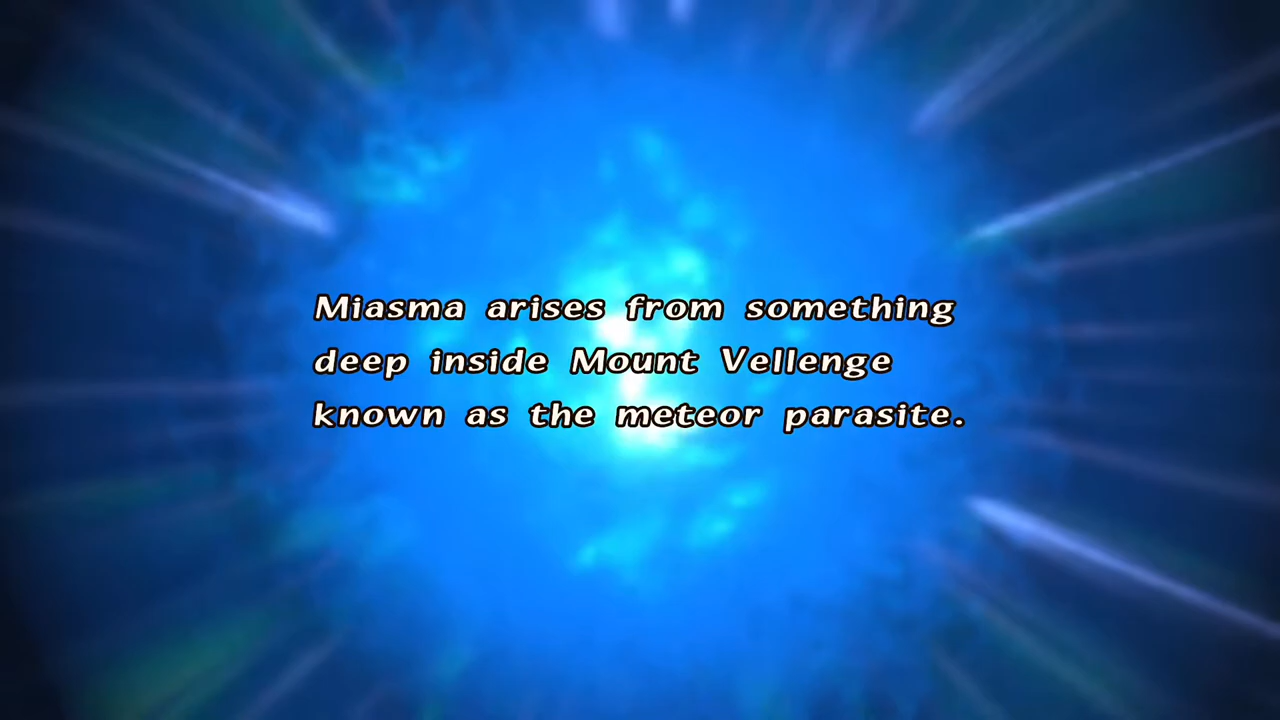 Miasma arises from something
deep inside Mount Vellenge
known as the meteor parasite.